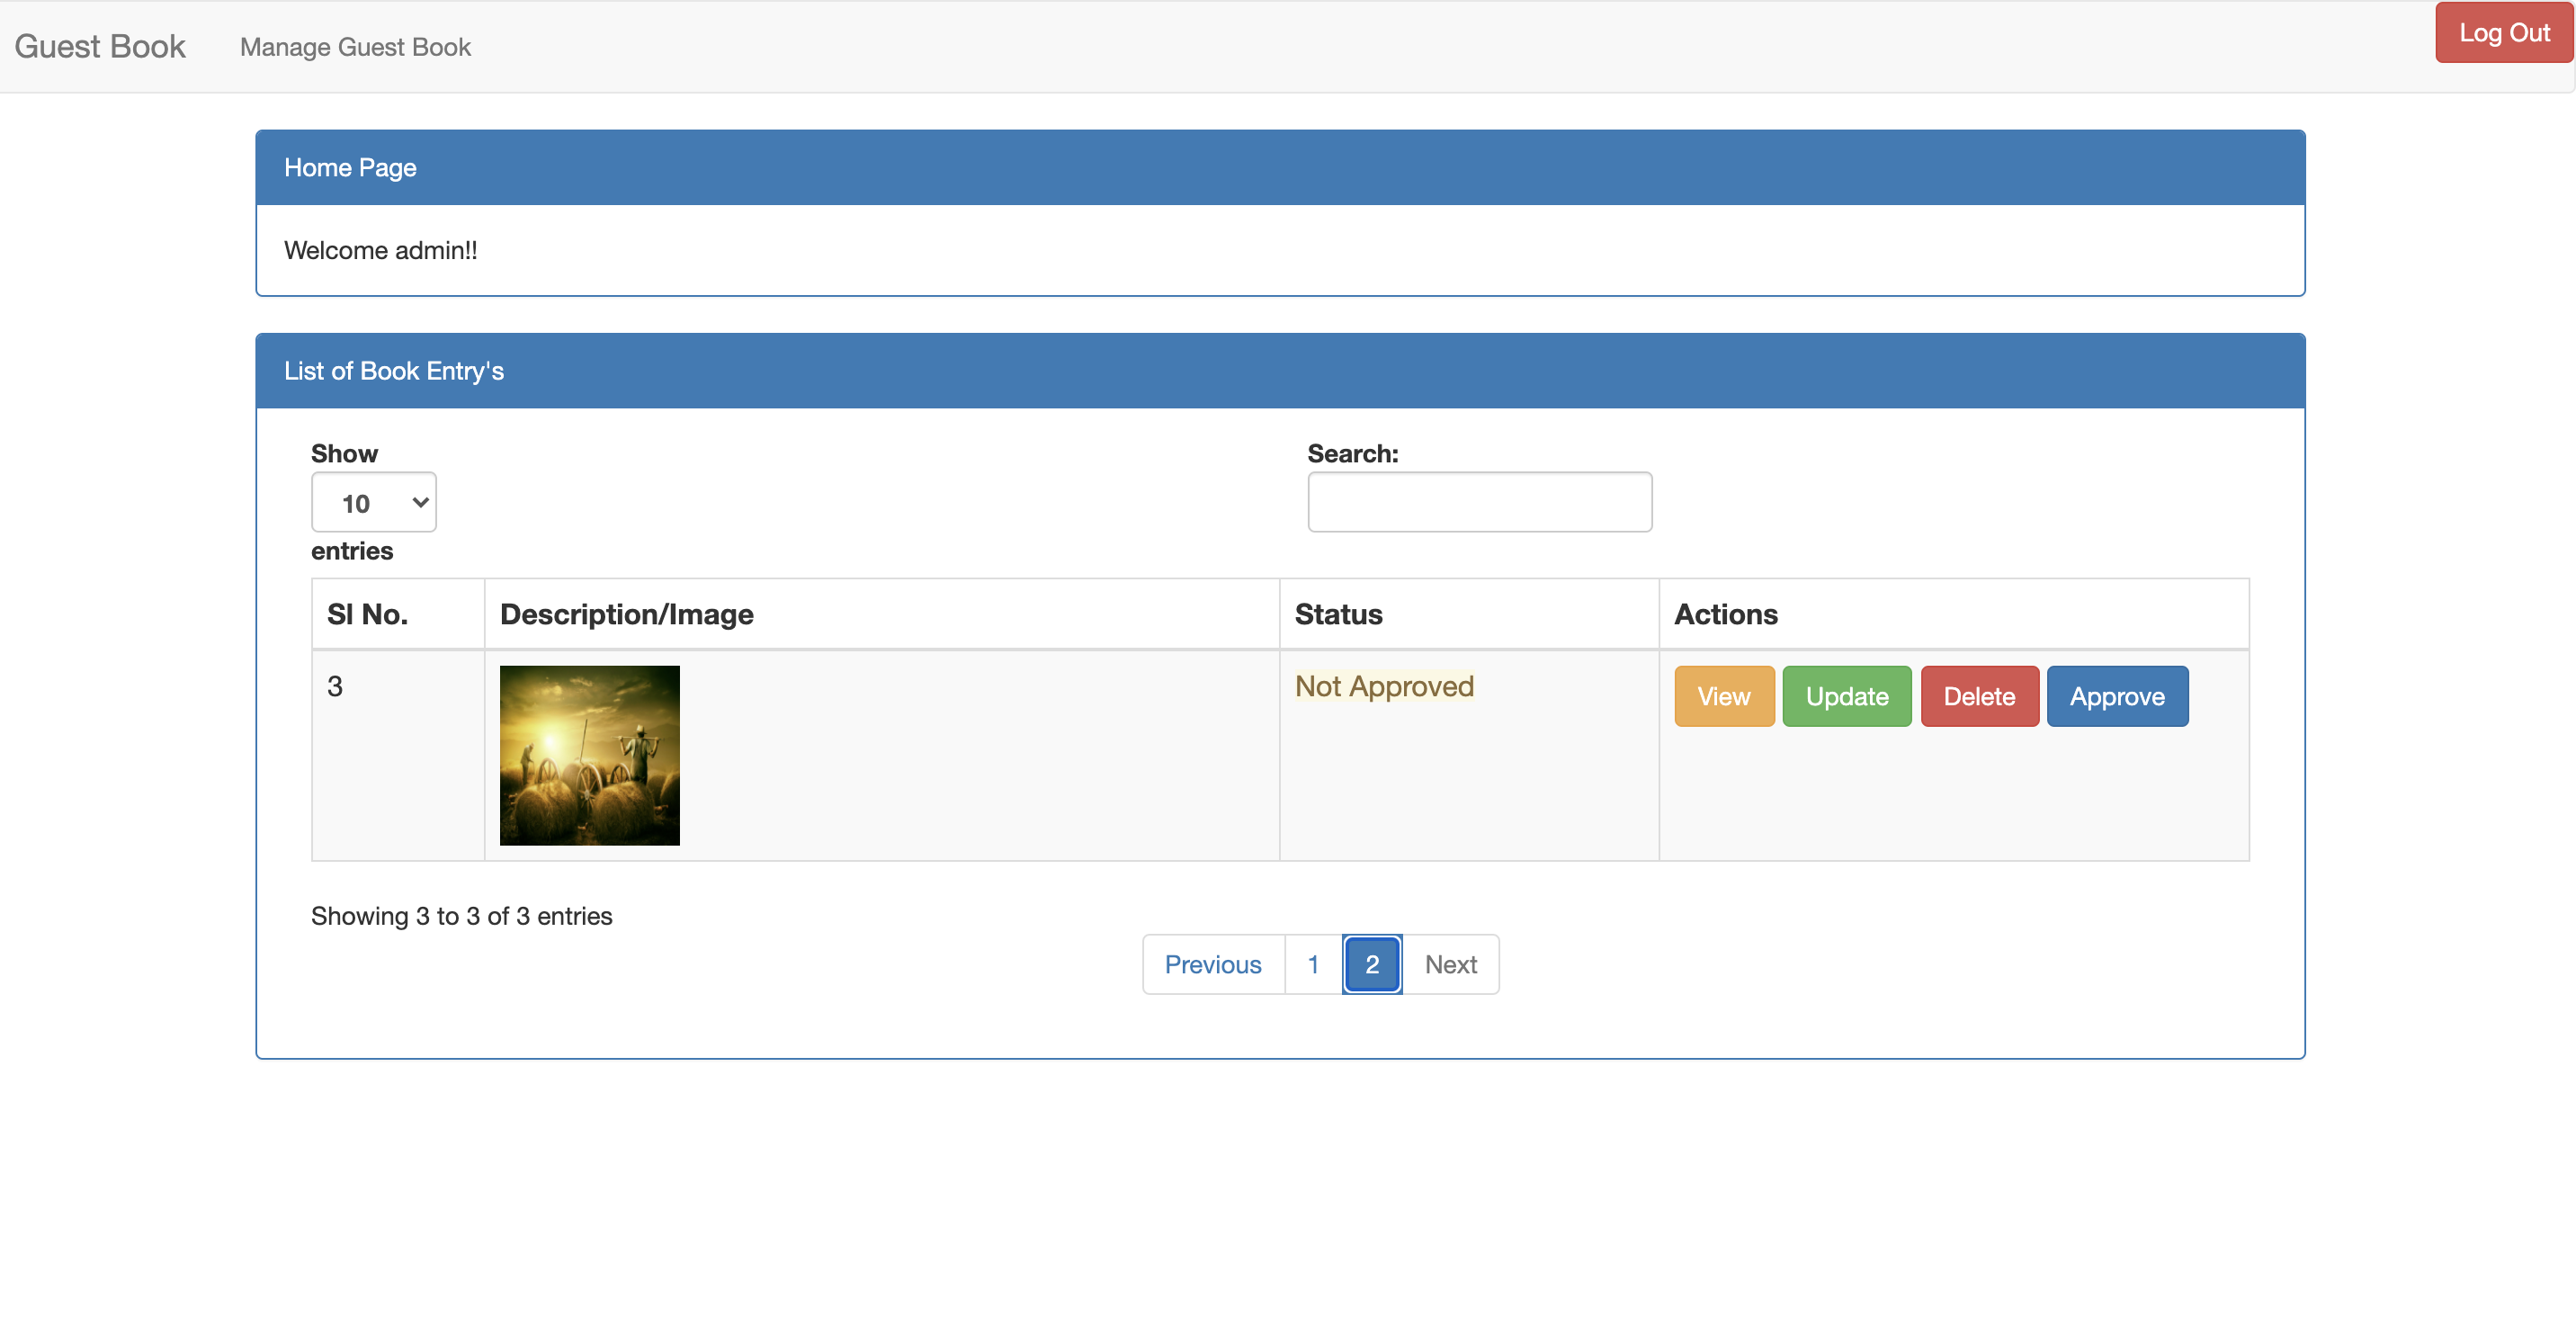 Guest Book Manage Guest Book Log Out
Home Page
Welcome admin!!
List of Book Entry's
Show
10
entries
Search:
Sl No. Description/Image Status Actions
3 Not Approved View Update Delete Approve
Showing 3 to 3 of 3 entries
Previous 1 2 Next